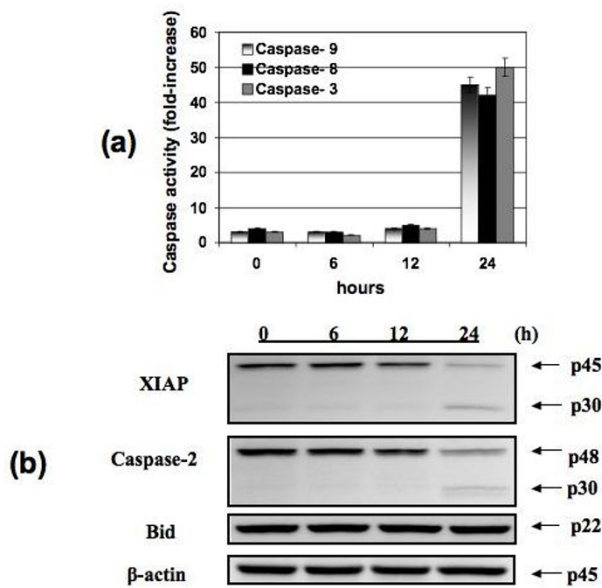 (a)
Caspase activity (fold-increase)
60
50
40
30
20
10
0
Caspase- 9
Caspase- 8
Caspase- 3
0 6 12 24
hours
(b)
0 6 12 24 (h)
XIAP
p45
p30
Caspase-2
p48
p30
Bid
p22
β-actin
p45